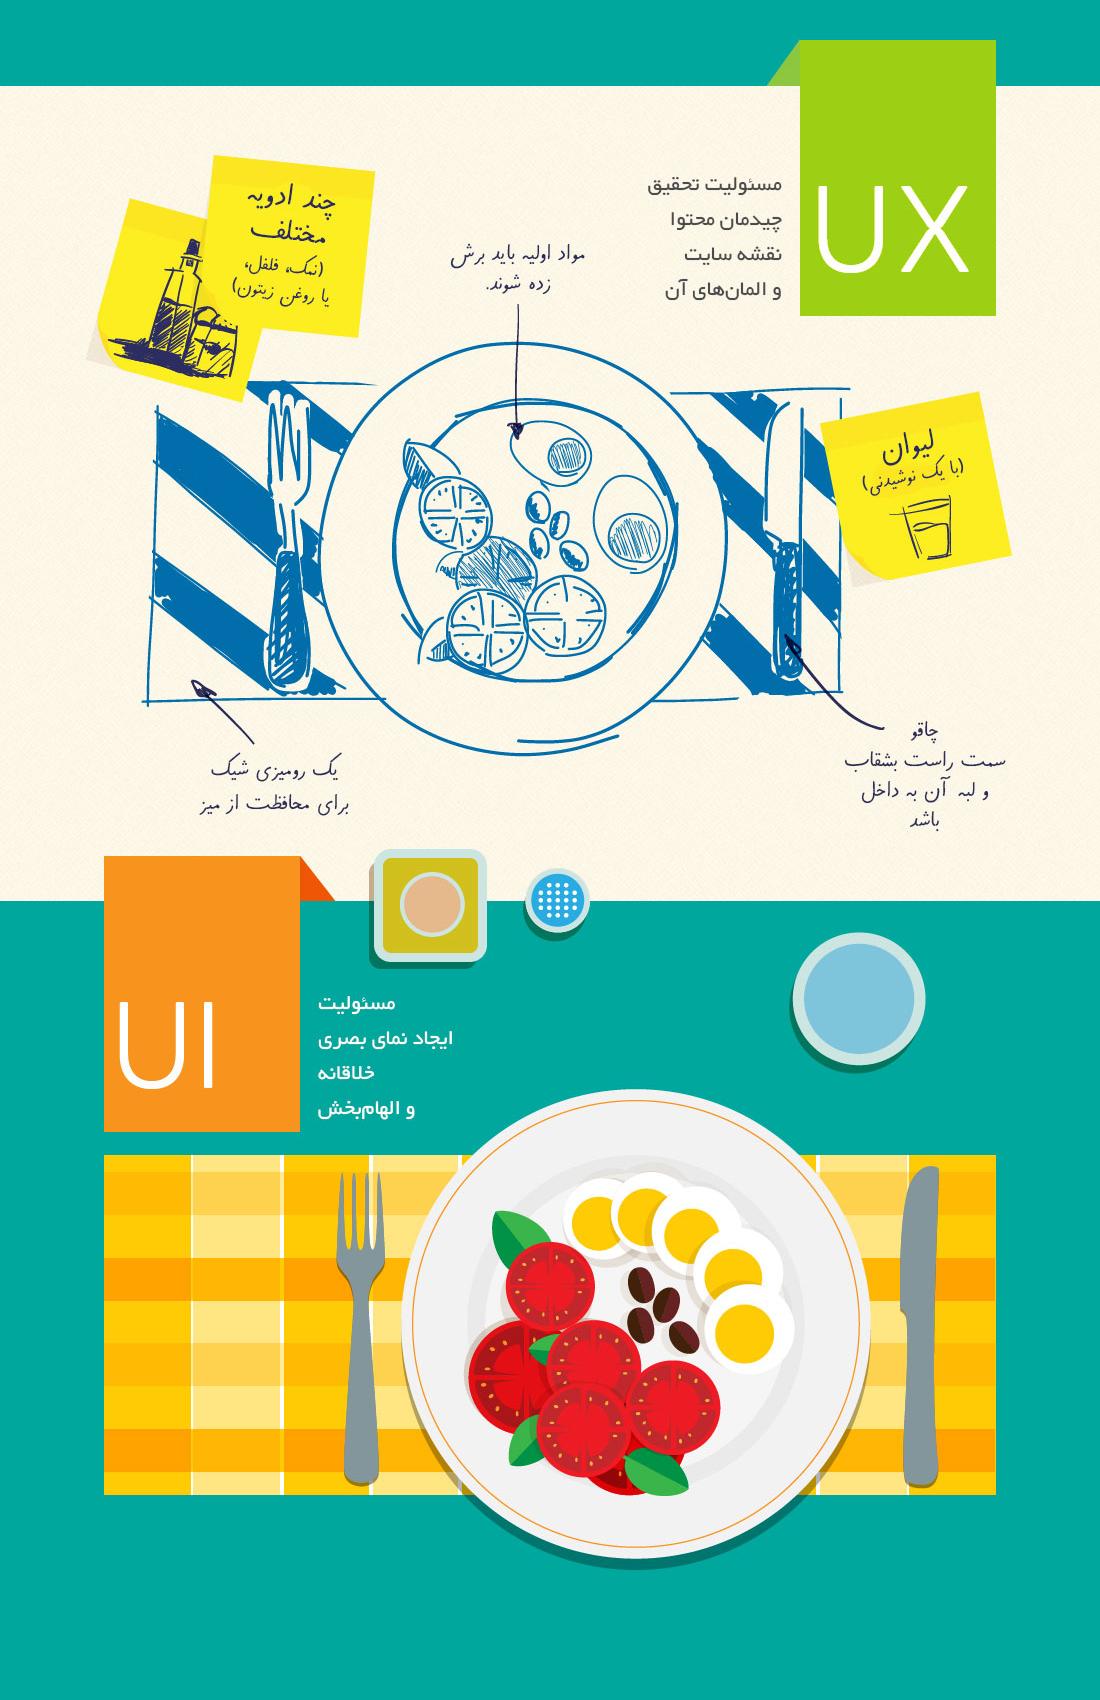 UX
مسئولیت تحقیق
چیدمان محتوا
نقشه سایت
و المان‌های آن
چند ادویه
مختلف
(نمک، فلفل،
یا روغن زیتون)
مواد اولیه باید برش
زده شوند.
لیوان
(با یک نوشیدنی)
چاقو
سمت راست بشقاب
و لبه آن به داخل
باشد
یک رومیزی شیک
برای محافظت از میز
UI
مسئولیت
ایجاد نمای بصری
خلاقانه
و الهام‌بخش